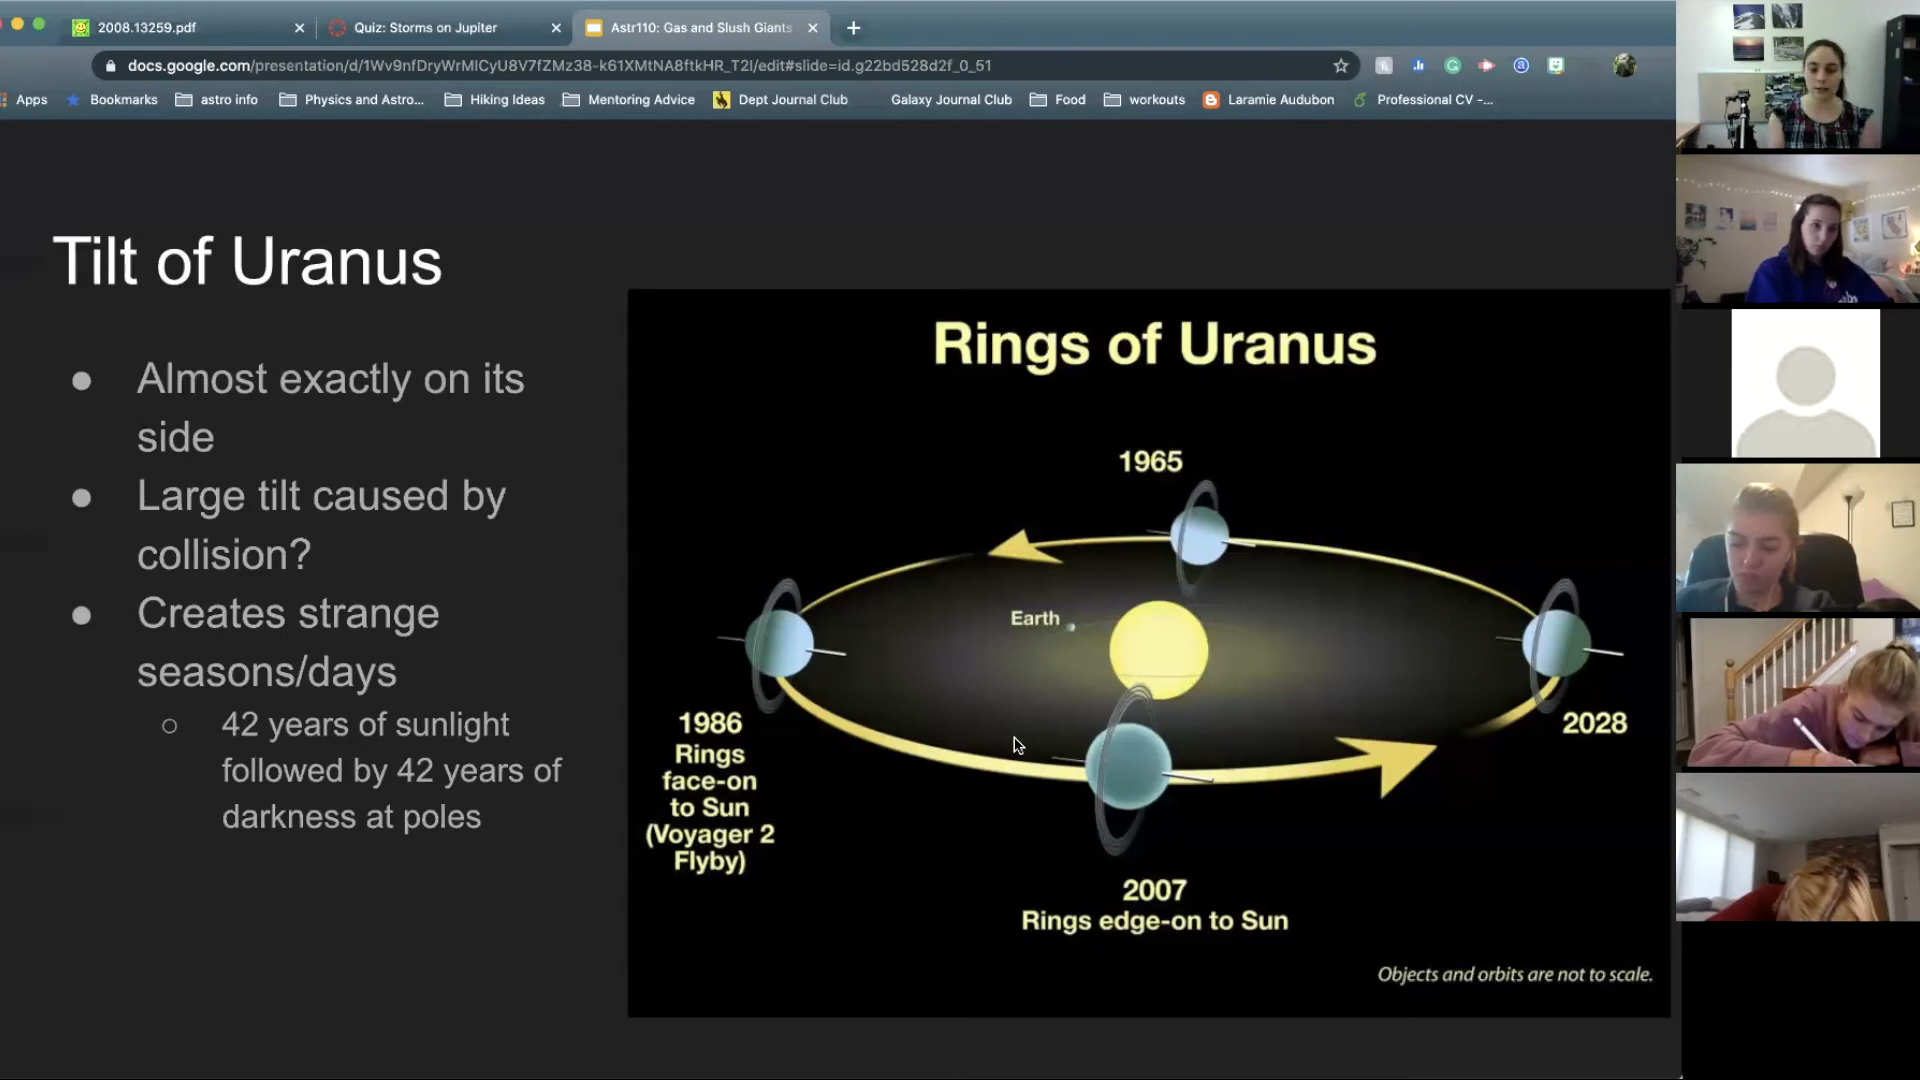 2008.13259.pdf
Quiz: Storms on Jupiter
Astr110: Gas and Slush Giants
docs.google.com/presentation/d/1Wv9nfDryWrMlCyU8V7fZMz38-k61XMtNA8ftkHR_T2I/edit#slide=id.g22bd528d2f_0_51
Apps
Bookmarks
astro info
Physics and Astro...
Hiking Ideas
Mentoring Advice
Dept Journal Club
Galaxy Journal Club
Food
workouts
Laramie Audubon
Professional CV -...
Tilt of Uranus
● Almost exactly on its
side
● Large tilt caused by
collision?
● Creates strange
seasons/days
○ 42 years of sunlight
followed by 42 years of
darkness at poles
Rings of Uranus
1965
Earth
1986
Rings
face-on
to Sun
(Voyager 2
Flyby)
2028
2007
Rings edge-on to Sun
Objects and orbits are not to scale.